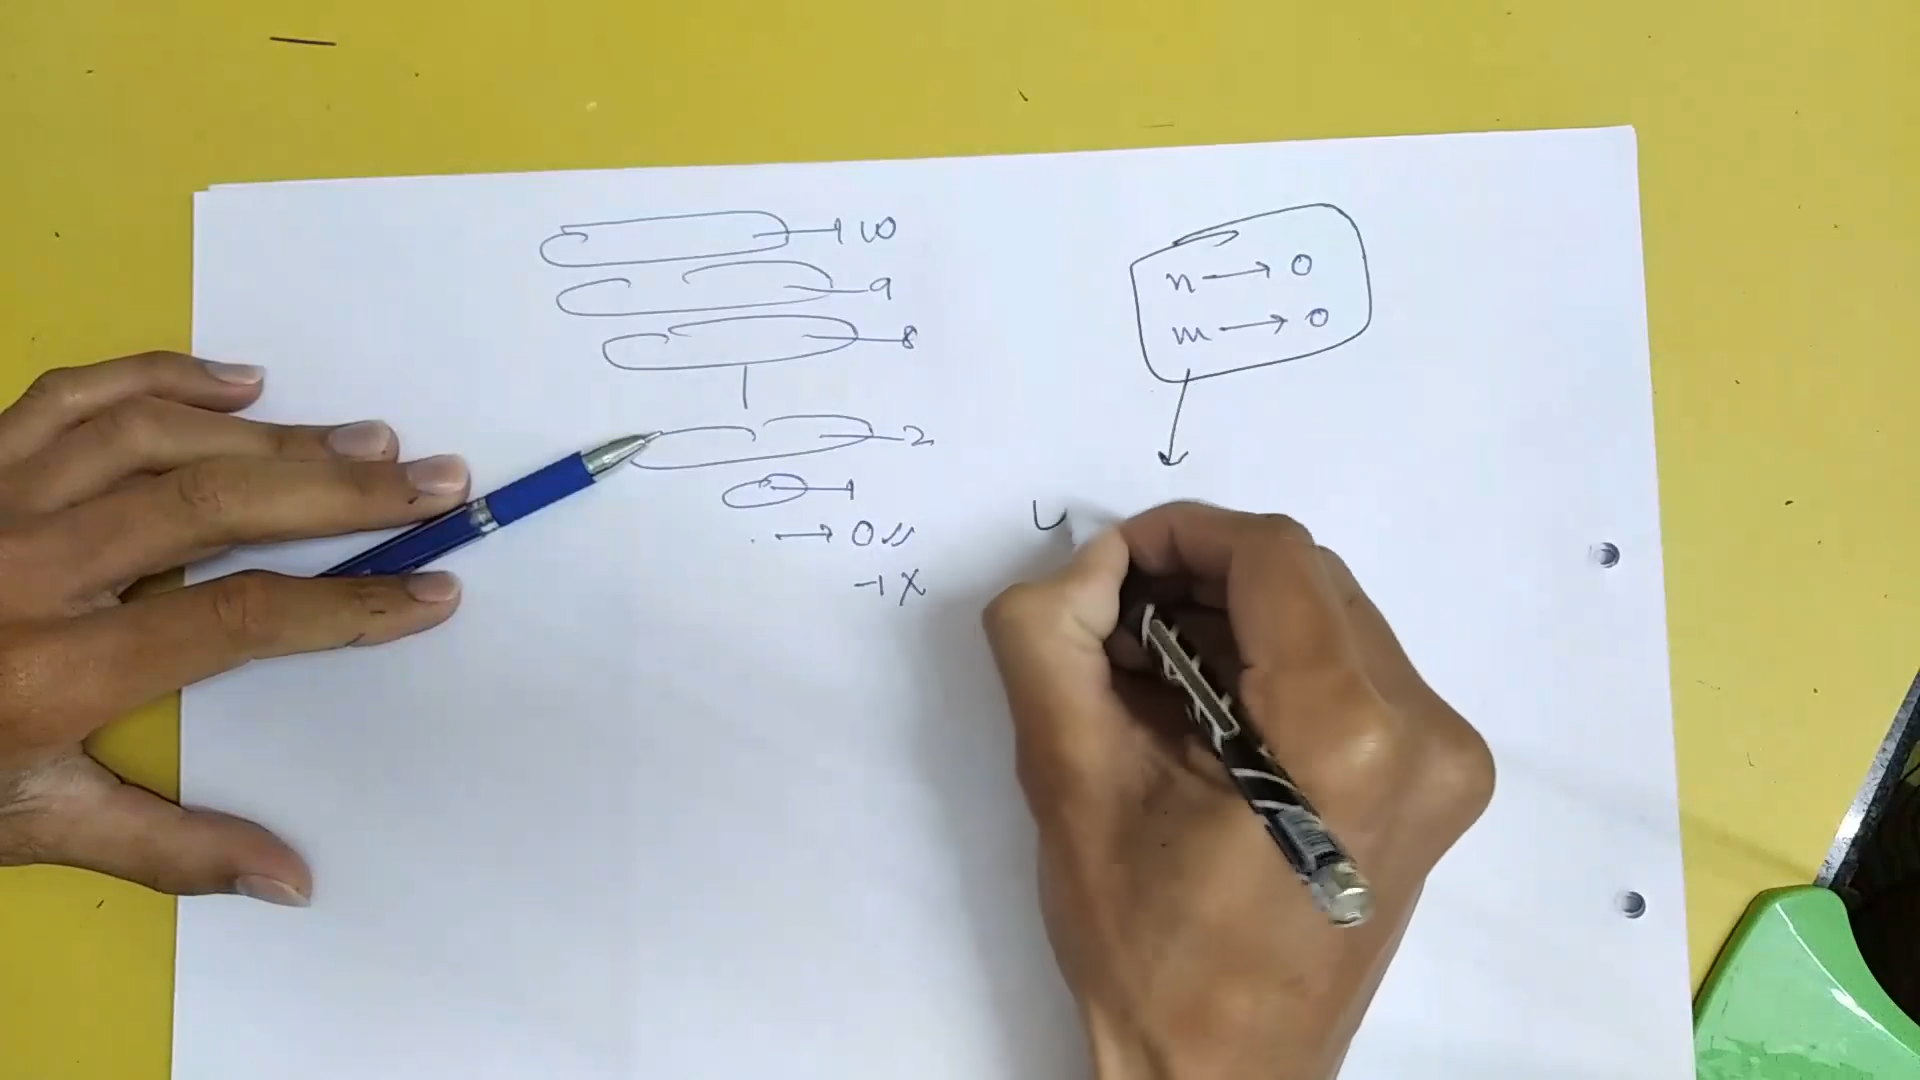 10
9
8
2
1
. → 0 //
-1 X
n → 0
m → 0